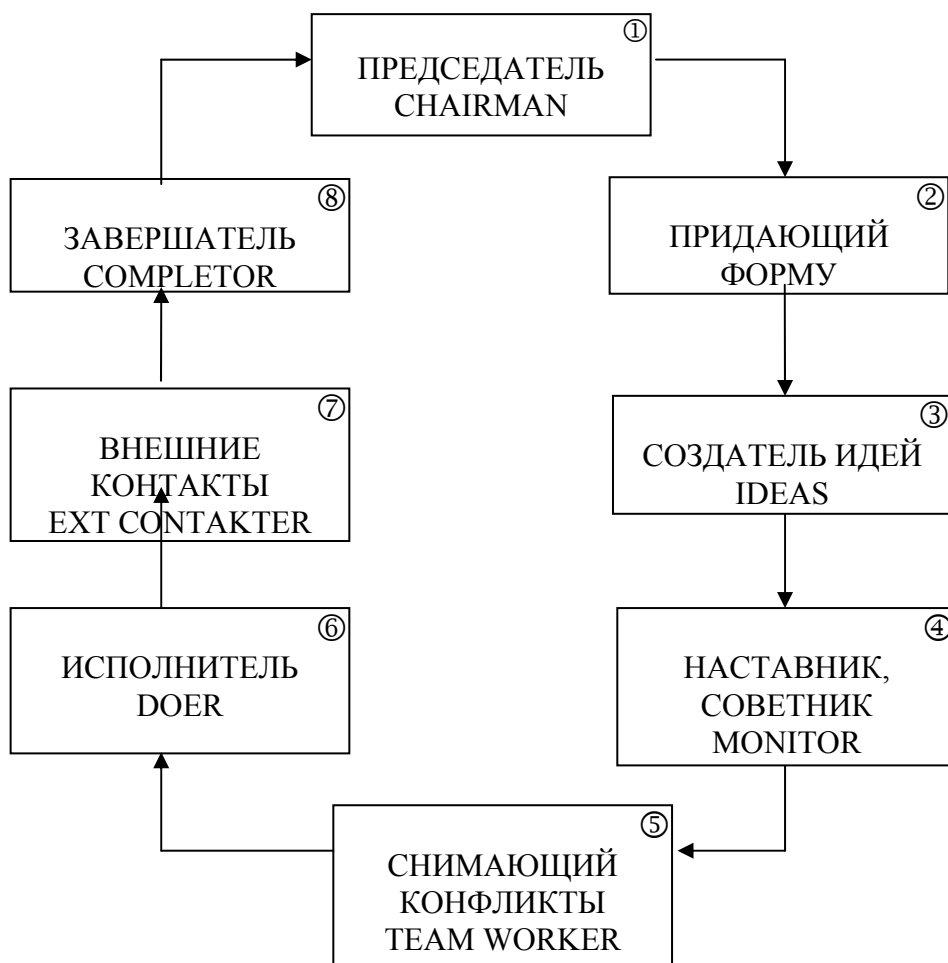 ①
ПРЕДСЕДАТЕЛЬ
CHAIRMAN
②
ПРИДАЮЩИЙ
ФОРМУ
③
СОЗДАТЕЛЬ ИДЕЙ
IDEAS
④
НАСТАВНИК,
СОВЕТНИК
MONITOR
⑤
СНИМАЮЩИЙ
КОНФЛИКТЫ
TEAM WORKER
⑥
ИСПОЛНИТЕЛЬ
DOER
⑦
ВНЕШНИЕ
КОНТАКТЫ
EXT CONTAKTER
⑧
ЗАВЕРШАТЕЛЬ
COMPLETOR